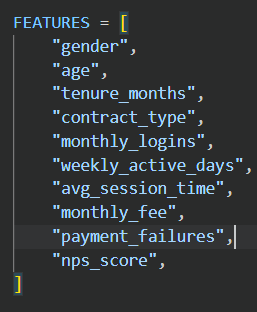 FEATURES = [
    "gender",
    "age",
    "tenure_months",
    "contract_type",
    "monthly_logins",
    "weekly_active_days",
    "avg_session_time",
    "monthly_fee",
    "payment_failures",
    "nps_score",
]